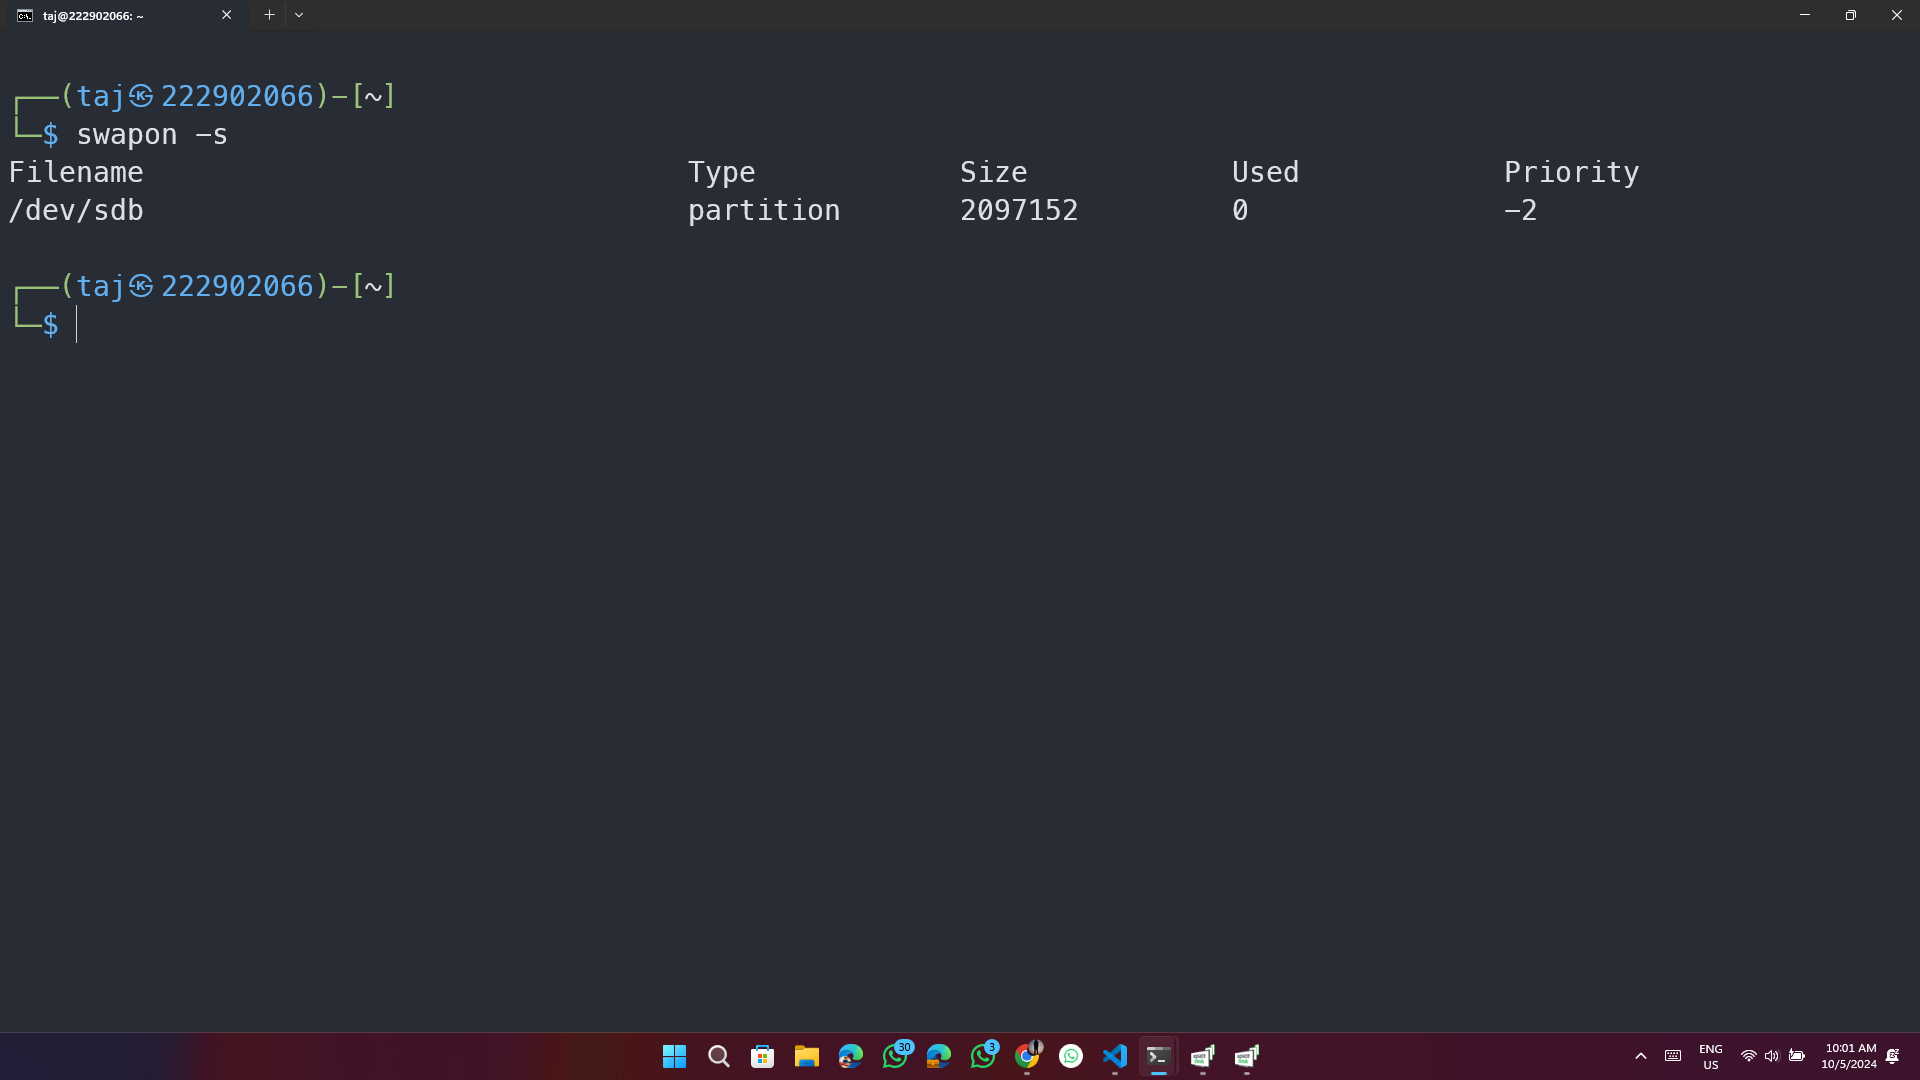 taj@222902066: ~
┌──(taj㉿222902066)-[~]
└─$ swapon -s
Filename Type Size Used Priority
/dev/sdb partition 2097152 0 -2
┌──(taj㉿222902066)-[~]
└─$
30 3 ENG 10:01 AM
US 10/5/2024